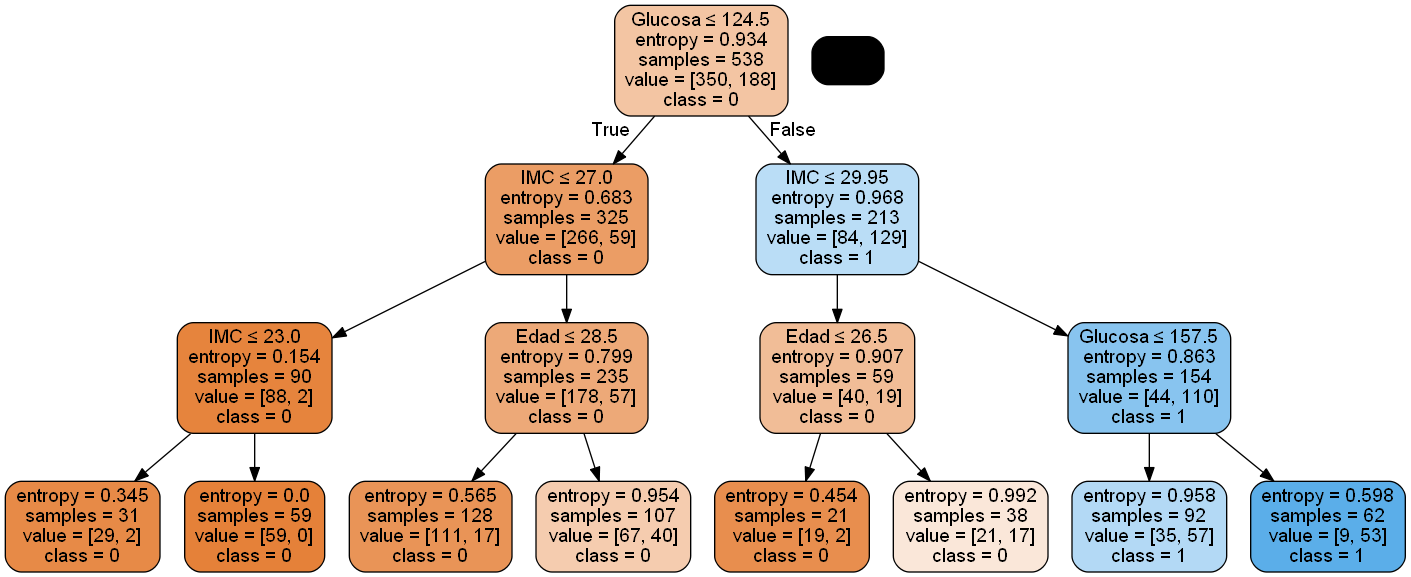 Glucosa ≤ 124.5
entropy = 0.934
samples = 538
value = [350, 188]
class = 0
True
False
IMC ≤ 27.0
entropy = 0.683
samples = 325
value = [266, 59]
class = 0
IMC ≤ 29.95
entropy = 0.968
samples = 213
value = [84, 129]
class = 1
IMC ≤ 23.0
entropy = 0.154
samples = 90
value = [88, 2]
class = 0
Edad ≤ 28.5
entropy = 0.799
samples = 235
value = [178, 57]
class = 0
Edad ≤ 26.5
entropy = 0.907
samples = 59
value = [40, 19]
class = 0
Glucosa ≤ 157.5
entropy = 0.863
samples = 154
value = [44, 110]
class = 1
entropy = 0.345
samples = 31
value = [29, 2]
class = 0
entropy = 0.0
samples = 59
value = [59, 0]
class = 0
entropy = 0.565
samples = 128
value = [111, 17]
class = 0
entropy = 0.954
samples = 107
value = [67, 40]
class = 0
entropy = 0.454
samples = 21
value = [19, 2]
class = 0
entropy = 0.992
samples = 38
value = [21, 17]
class = 0
entropy = 0.958
samples = 92
value = [35, 57]
class = 1
entropy = 0.598
samples = 62
value = [9, 53]
class = 1